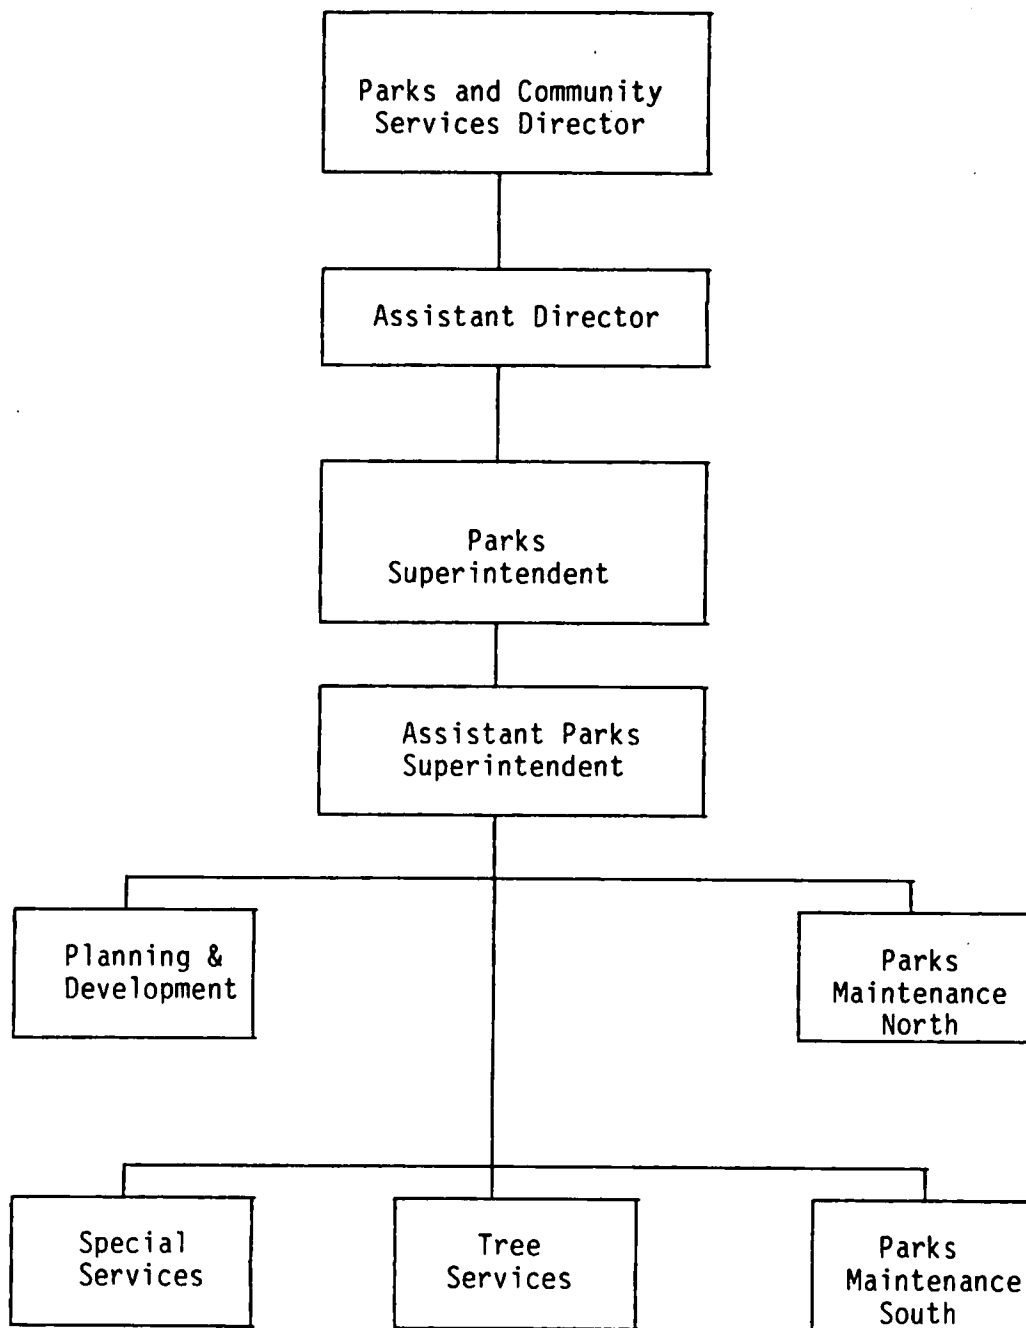 Parks and Community
Services Director
Assistant Director
Parks
Superintendent
Assistant Parks
Superintendent
Planning &
Development
Parks
Maintenance
North
Special
Services
Tree
Services
Parks
Maintenance
South